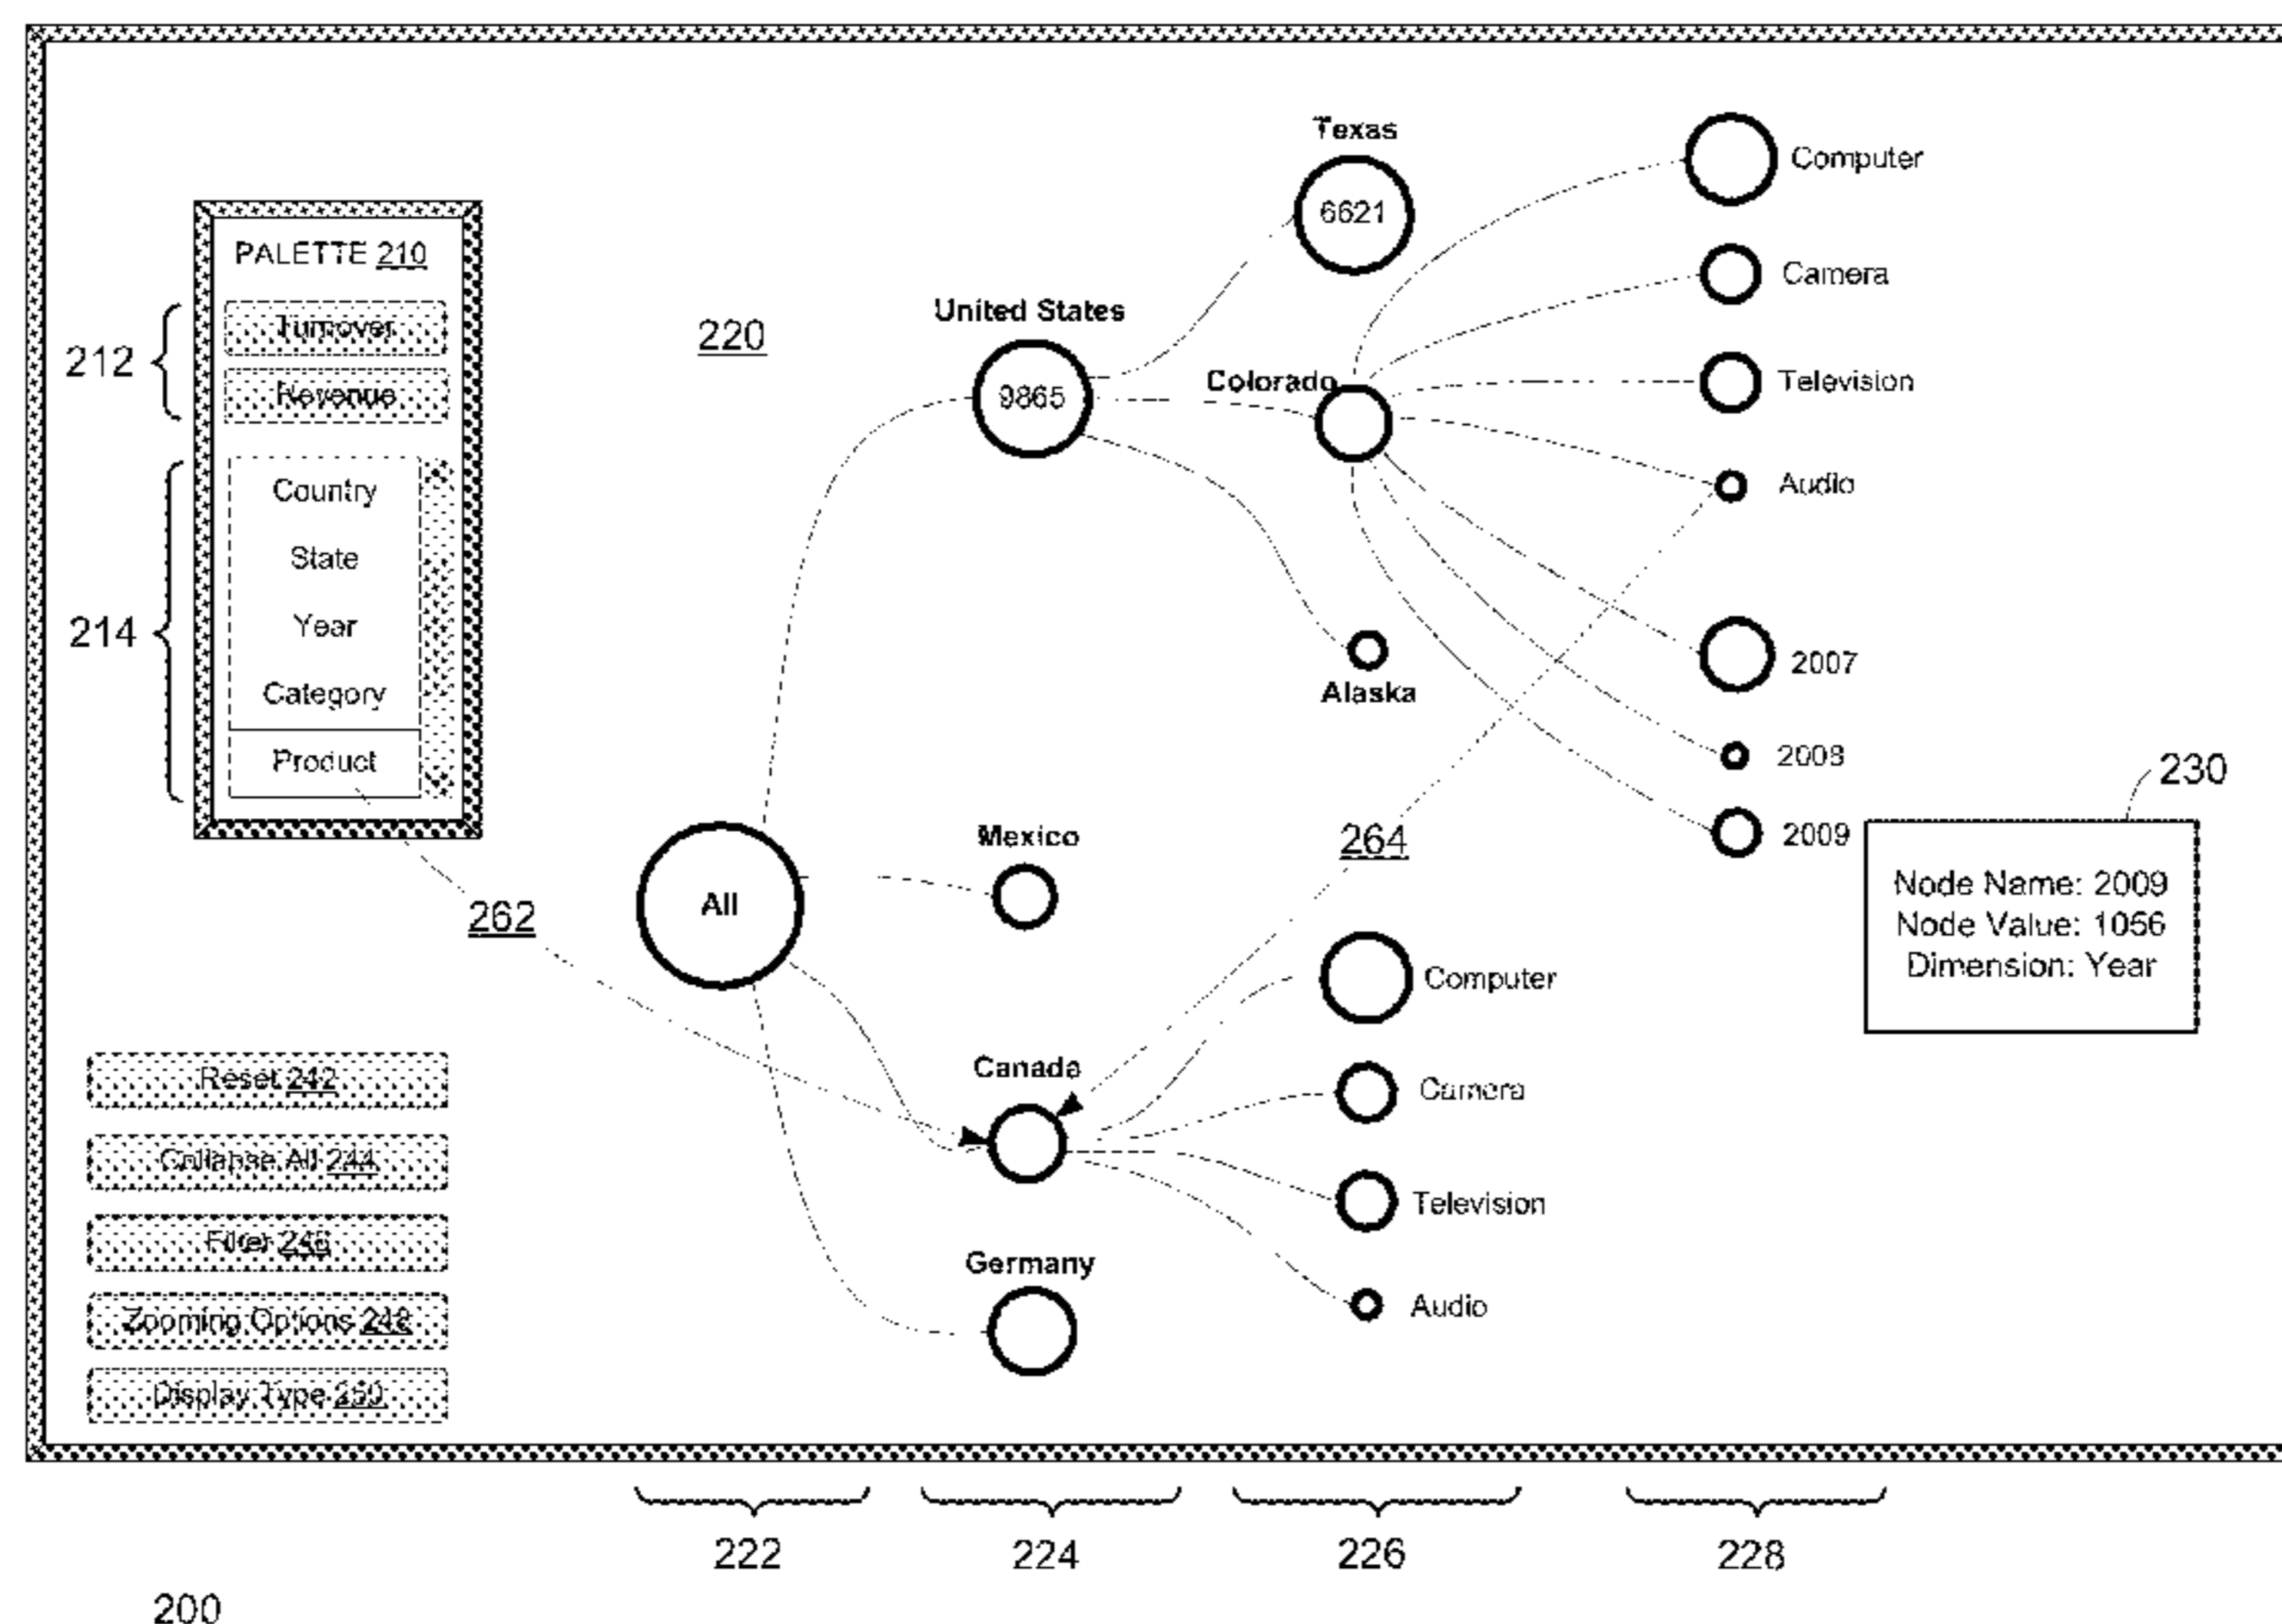 PALETTE 210
Turnover
Revenue
212
Country
State
Year
Category
Product
214
262
Reset 242
Collapse All 244
Filter 246
Zooming Options 248
Display Type 250
220
All
United States
9865
Mexico
Canada
Germany
Texas
6621
Colorado
Alaska
264
Computer
Camera
Television
Audio
Computer
Camera
Television
Audio
2007
2008
2009
230
Node Name: 2009
Node Value: 1056
Dimension: Year
222
224
226
228
200